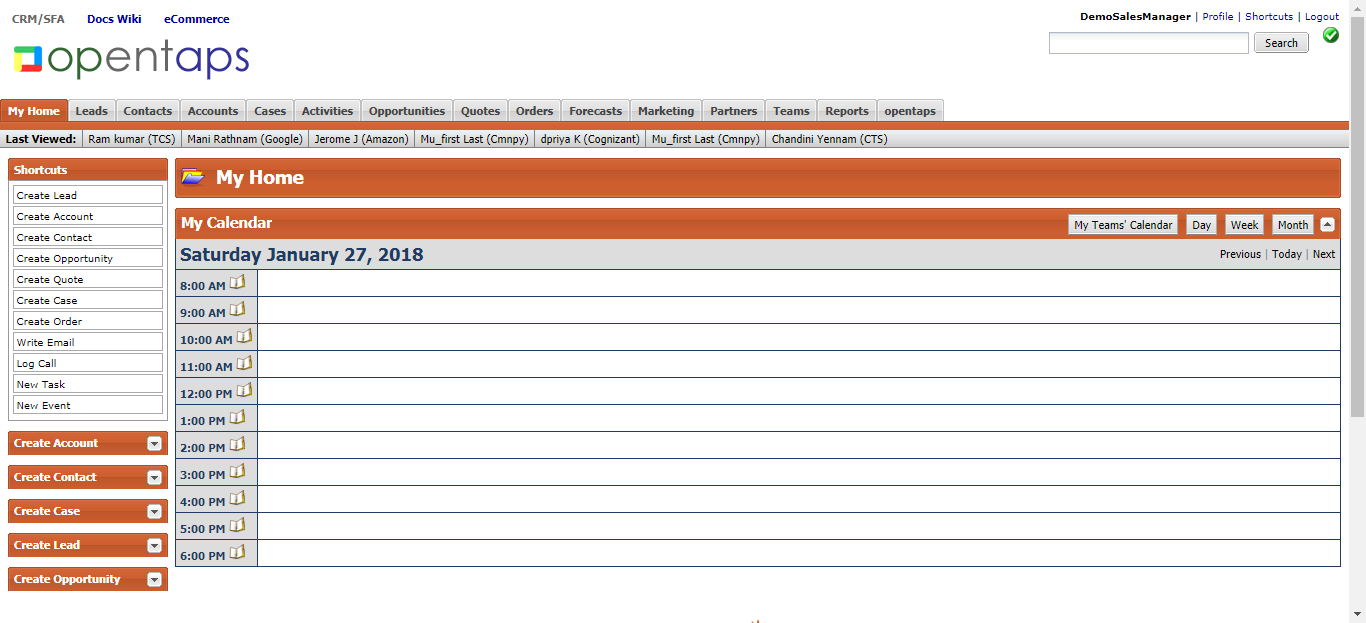 CRM/SFA Docs Wiki eCommerce
DemoSalesManager | Profile | Shortcuts | Logout
opentaps
Search
My Home Leads Contacts Accounts Cases Activities Opportunities Quotes Orders Forecasts Marketing Partners Teams Reports opentaps
Last Viewed: Ram kumar (TCS) Mani Rathnam (Google) Jerome J (Amazon) Mu_first Last (Cmnpy) dpriya K (Cognizant) Mu_first Last (Cmnpy) Chandini Yennam (CTS)
Shortcuts
Create Lead
Create Account
Create Contact
Create Opportunity
Create Quote
Create Case
Create Order
Write Email
Log Call
New Task
New Event
Create Account
Create Contact
Create Case
Create Lead
Create Opportunity
My Home
My Calendar
My Teams' Calendar Day Week Month
Saturday January 27, 2018
Previous | Today | Next
8:00 AM
9:00 AM
10:00 AM
11:00 AM
12:00 PM
1:00 PM
2:00 PM
3:00 PM
4:00 PM
5:00 PM
6:00 PM